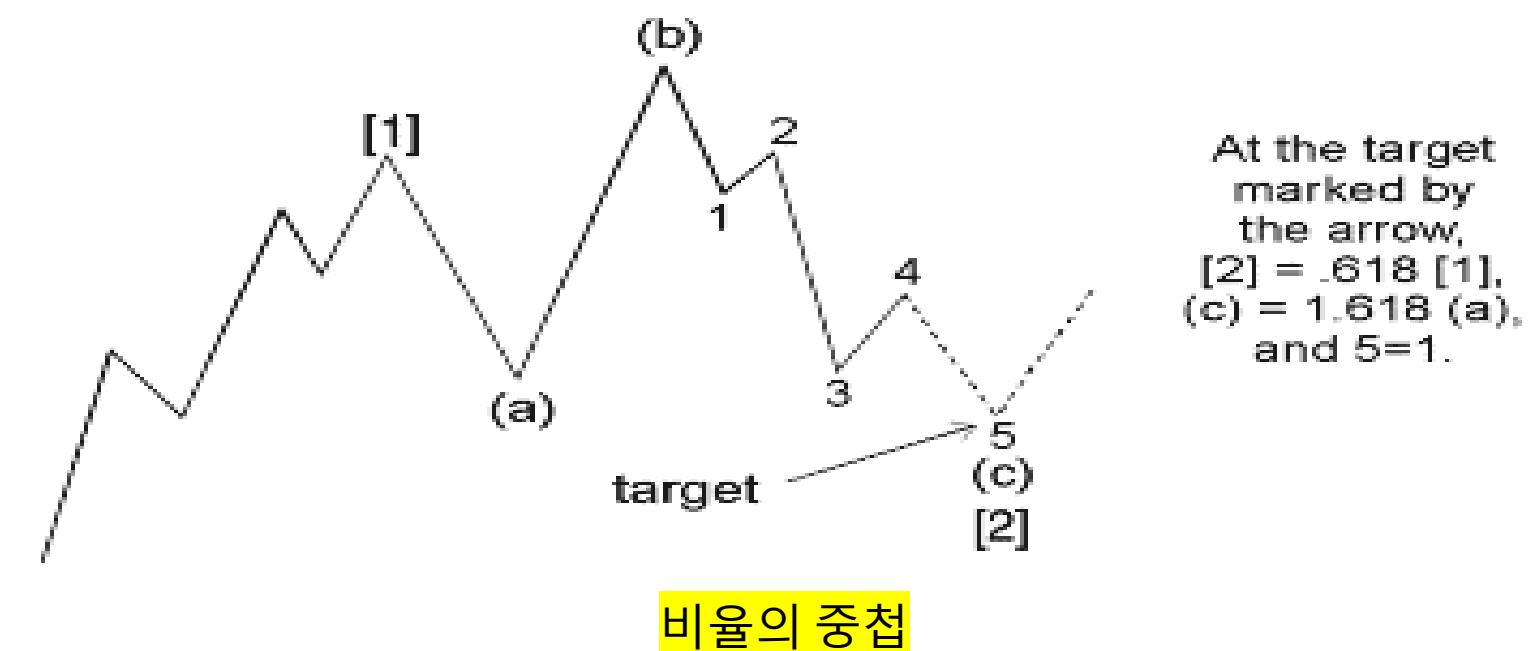 (b)
[1]
2
1
(a)
4
3
5
(c)
[2]
target
At the target
marked by
the arrow,
[2] = .618 [1],
(c) = 1.618 (a),
and 5=1.
비율의 중첩